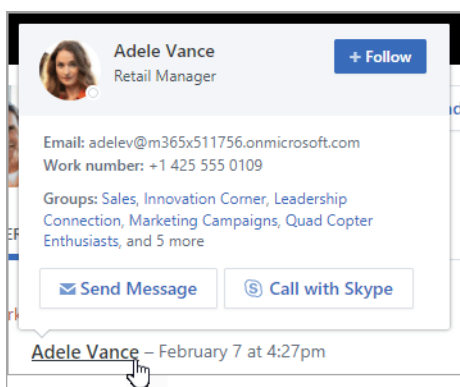 Adele Vance
Retail Manager
+ Follow
Email: adelev@m365x511756.onmicrosoft.com
Work number: +1 425 555 0109
Groups: Sales, Innovation Corner, Leadership
Connection, Marketing Campaigns, Quad Copter
Enthusiasts, and 5 more
Send Message
Call with Skype
Adele Vance – February 7 at 4:27pm